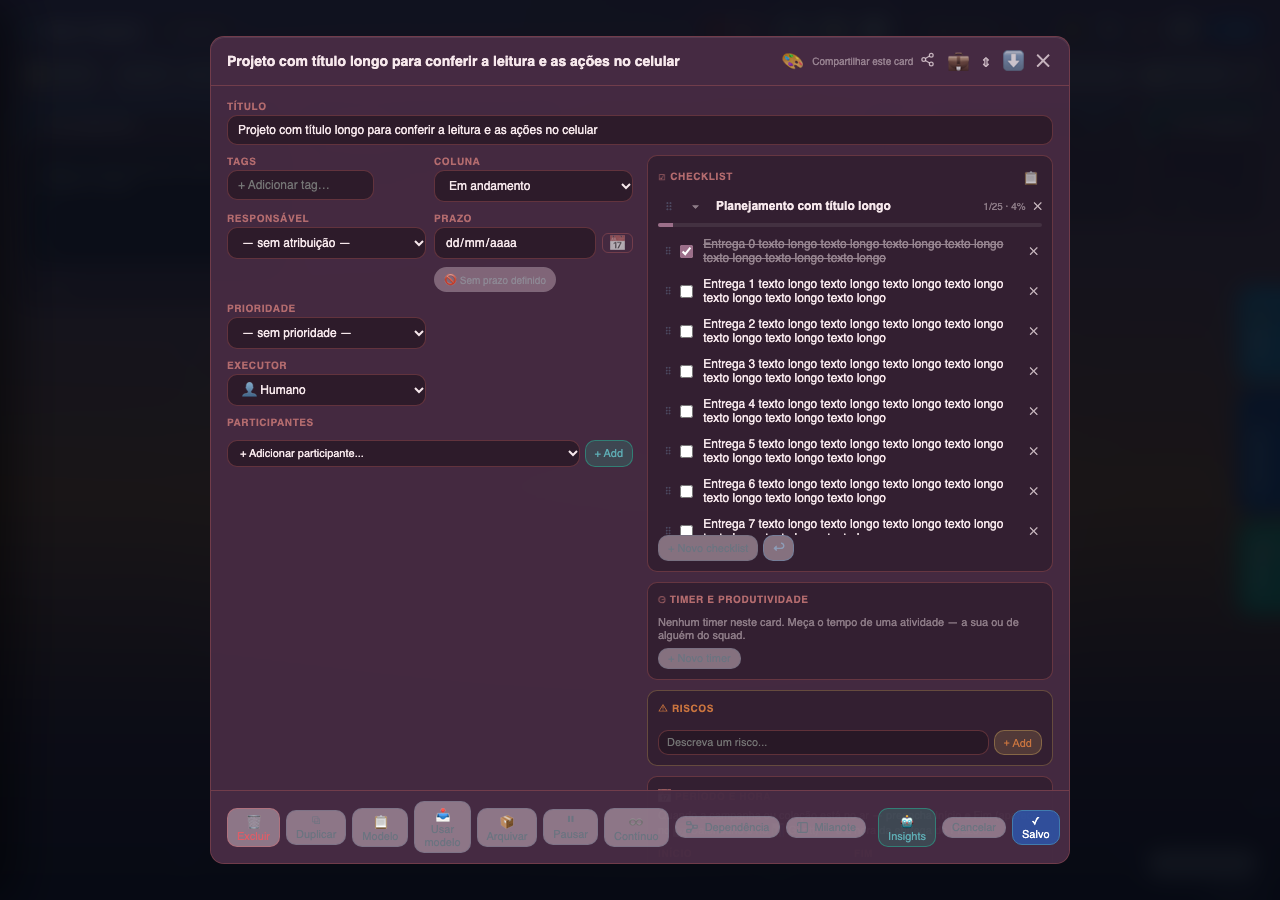 Projeto com título longo para conferir a leitura e as ações no celular
Compartilhar este card
TÍTULO
Projeto com título longo para conferir a leitura e as ações no celular
TAGS
+ Adicionar tag...
COLUNA
Em andamento
RESPONSÁVEL
— sem atribuição —
PRAZO
dd/mm/aaaa
17
Sem prazo definido
PRIORIDADE
— sem prioridade —
EXECUTOR
Humano
PARTICIPANTES
+ Adicionar participante...
+ Add
CHECKLIST
Planejamento com título longo
1/25 · 4%
Entrega 0 texto longo texto longo texto longo texto longo
texto longo texto longo texto longo
Entrega 1 texto longo texto longo texto longo texto longo
texto longo texto longo texto longo
Entrega 2 texto longo texto longo texto longo texto longo
texto longo texto longo texto longo
Entrega 3 texto longo texto longo texto longo texto longo
texto longo texto longo texto longo
Entrega 4 texto longo texto longo texto longo texto longo
texto longo texto longo texto longo
Entrega 5 texto longo texto longo texto longo texto longo
texto longo texto longo texto longo
Entrega 6 texto longo texto longo texto longo texto longo
texto longo texto longo texto longo
Entrega 7 texto longo texto longo texto longo texto longo
+ Novo checklist
TIMER E PRODUTIVIDADE
Nenhum timer neste card. Meça o tempo de uma atividade — a sua ou de
alguém do squad.
+ Novo timer
RISCOS
Descreva um risco...
+ Add
Excluir
Duplicar
Modelo
Usar
modelo
Arquivar
Pausar
Contínuo
Dependência
Milanote
Insights
Cancelar
✓
Salvo